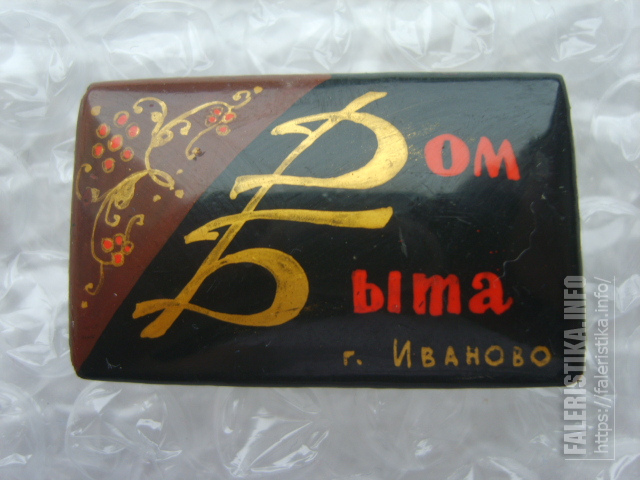 Дом
Быта
г. Иваново
FALERISTIKA.INFO
https://faleristika.info/